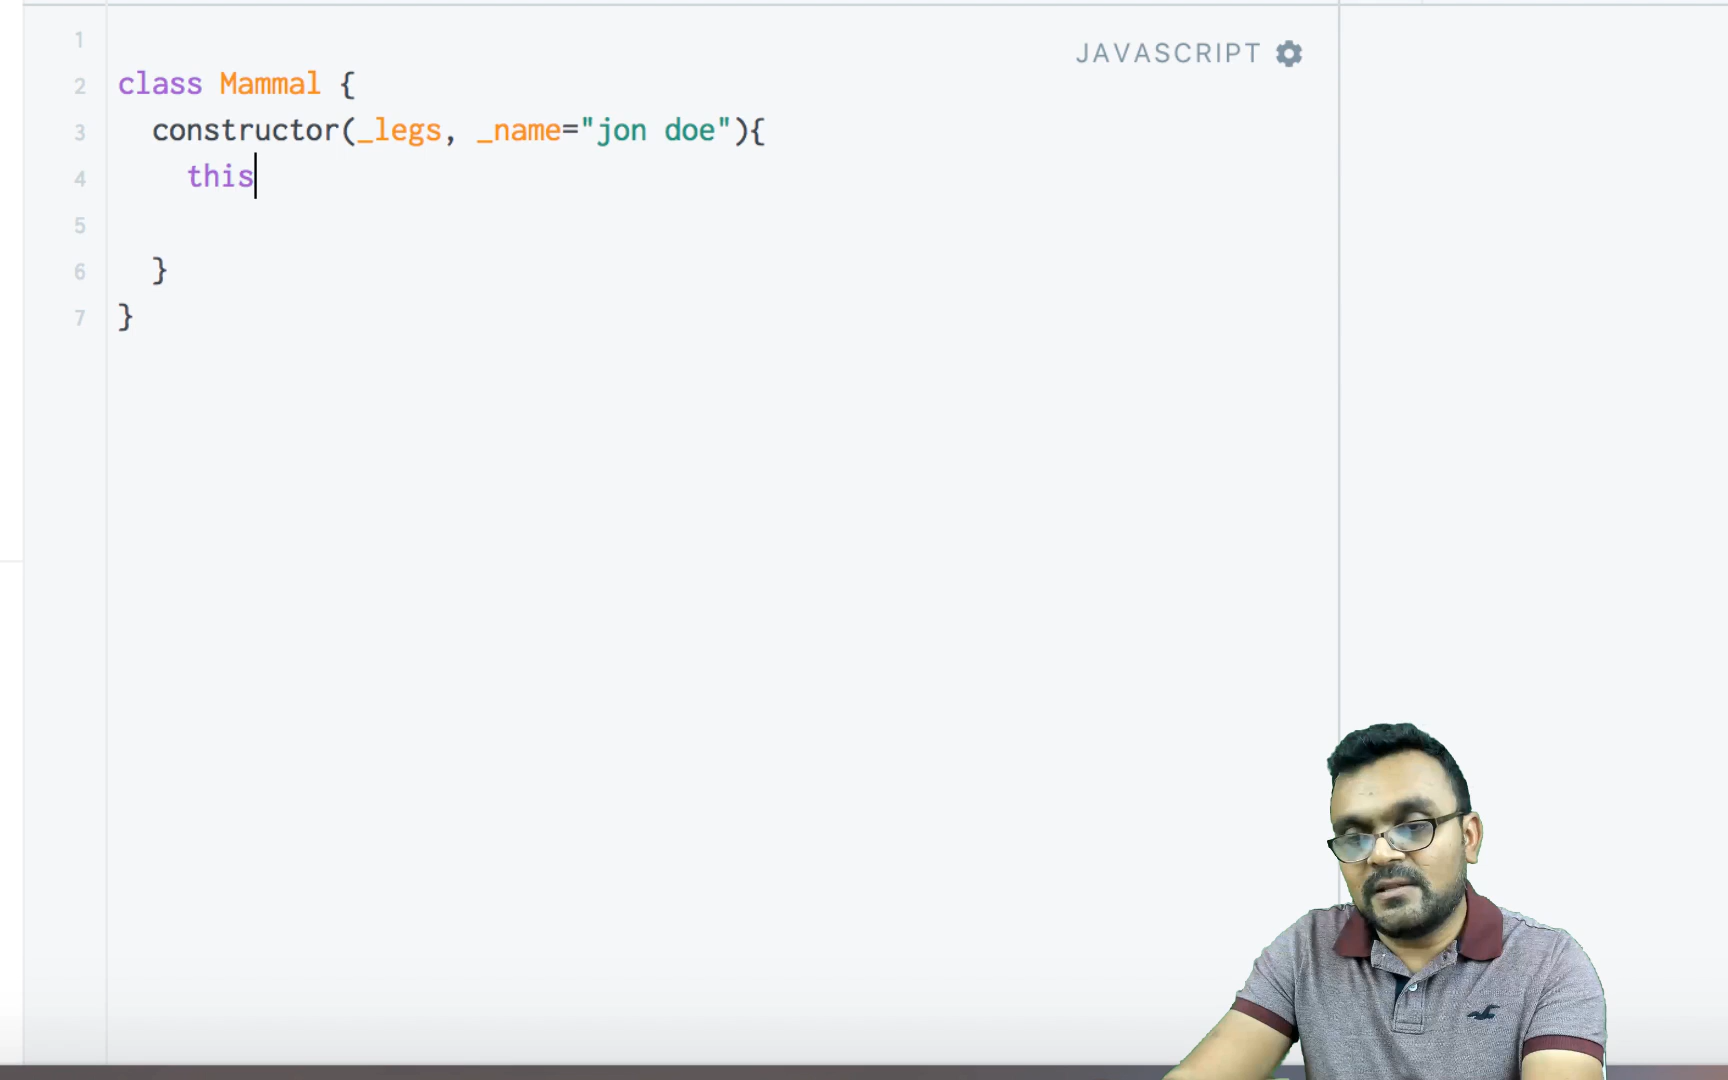 JAVASCRIPT
1
2 class Mammal {
3 constructor(_legs, _name="jon doe"){
4 this
5
6 }
7 }